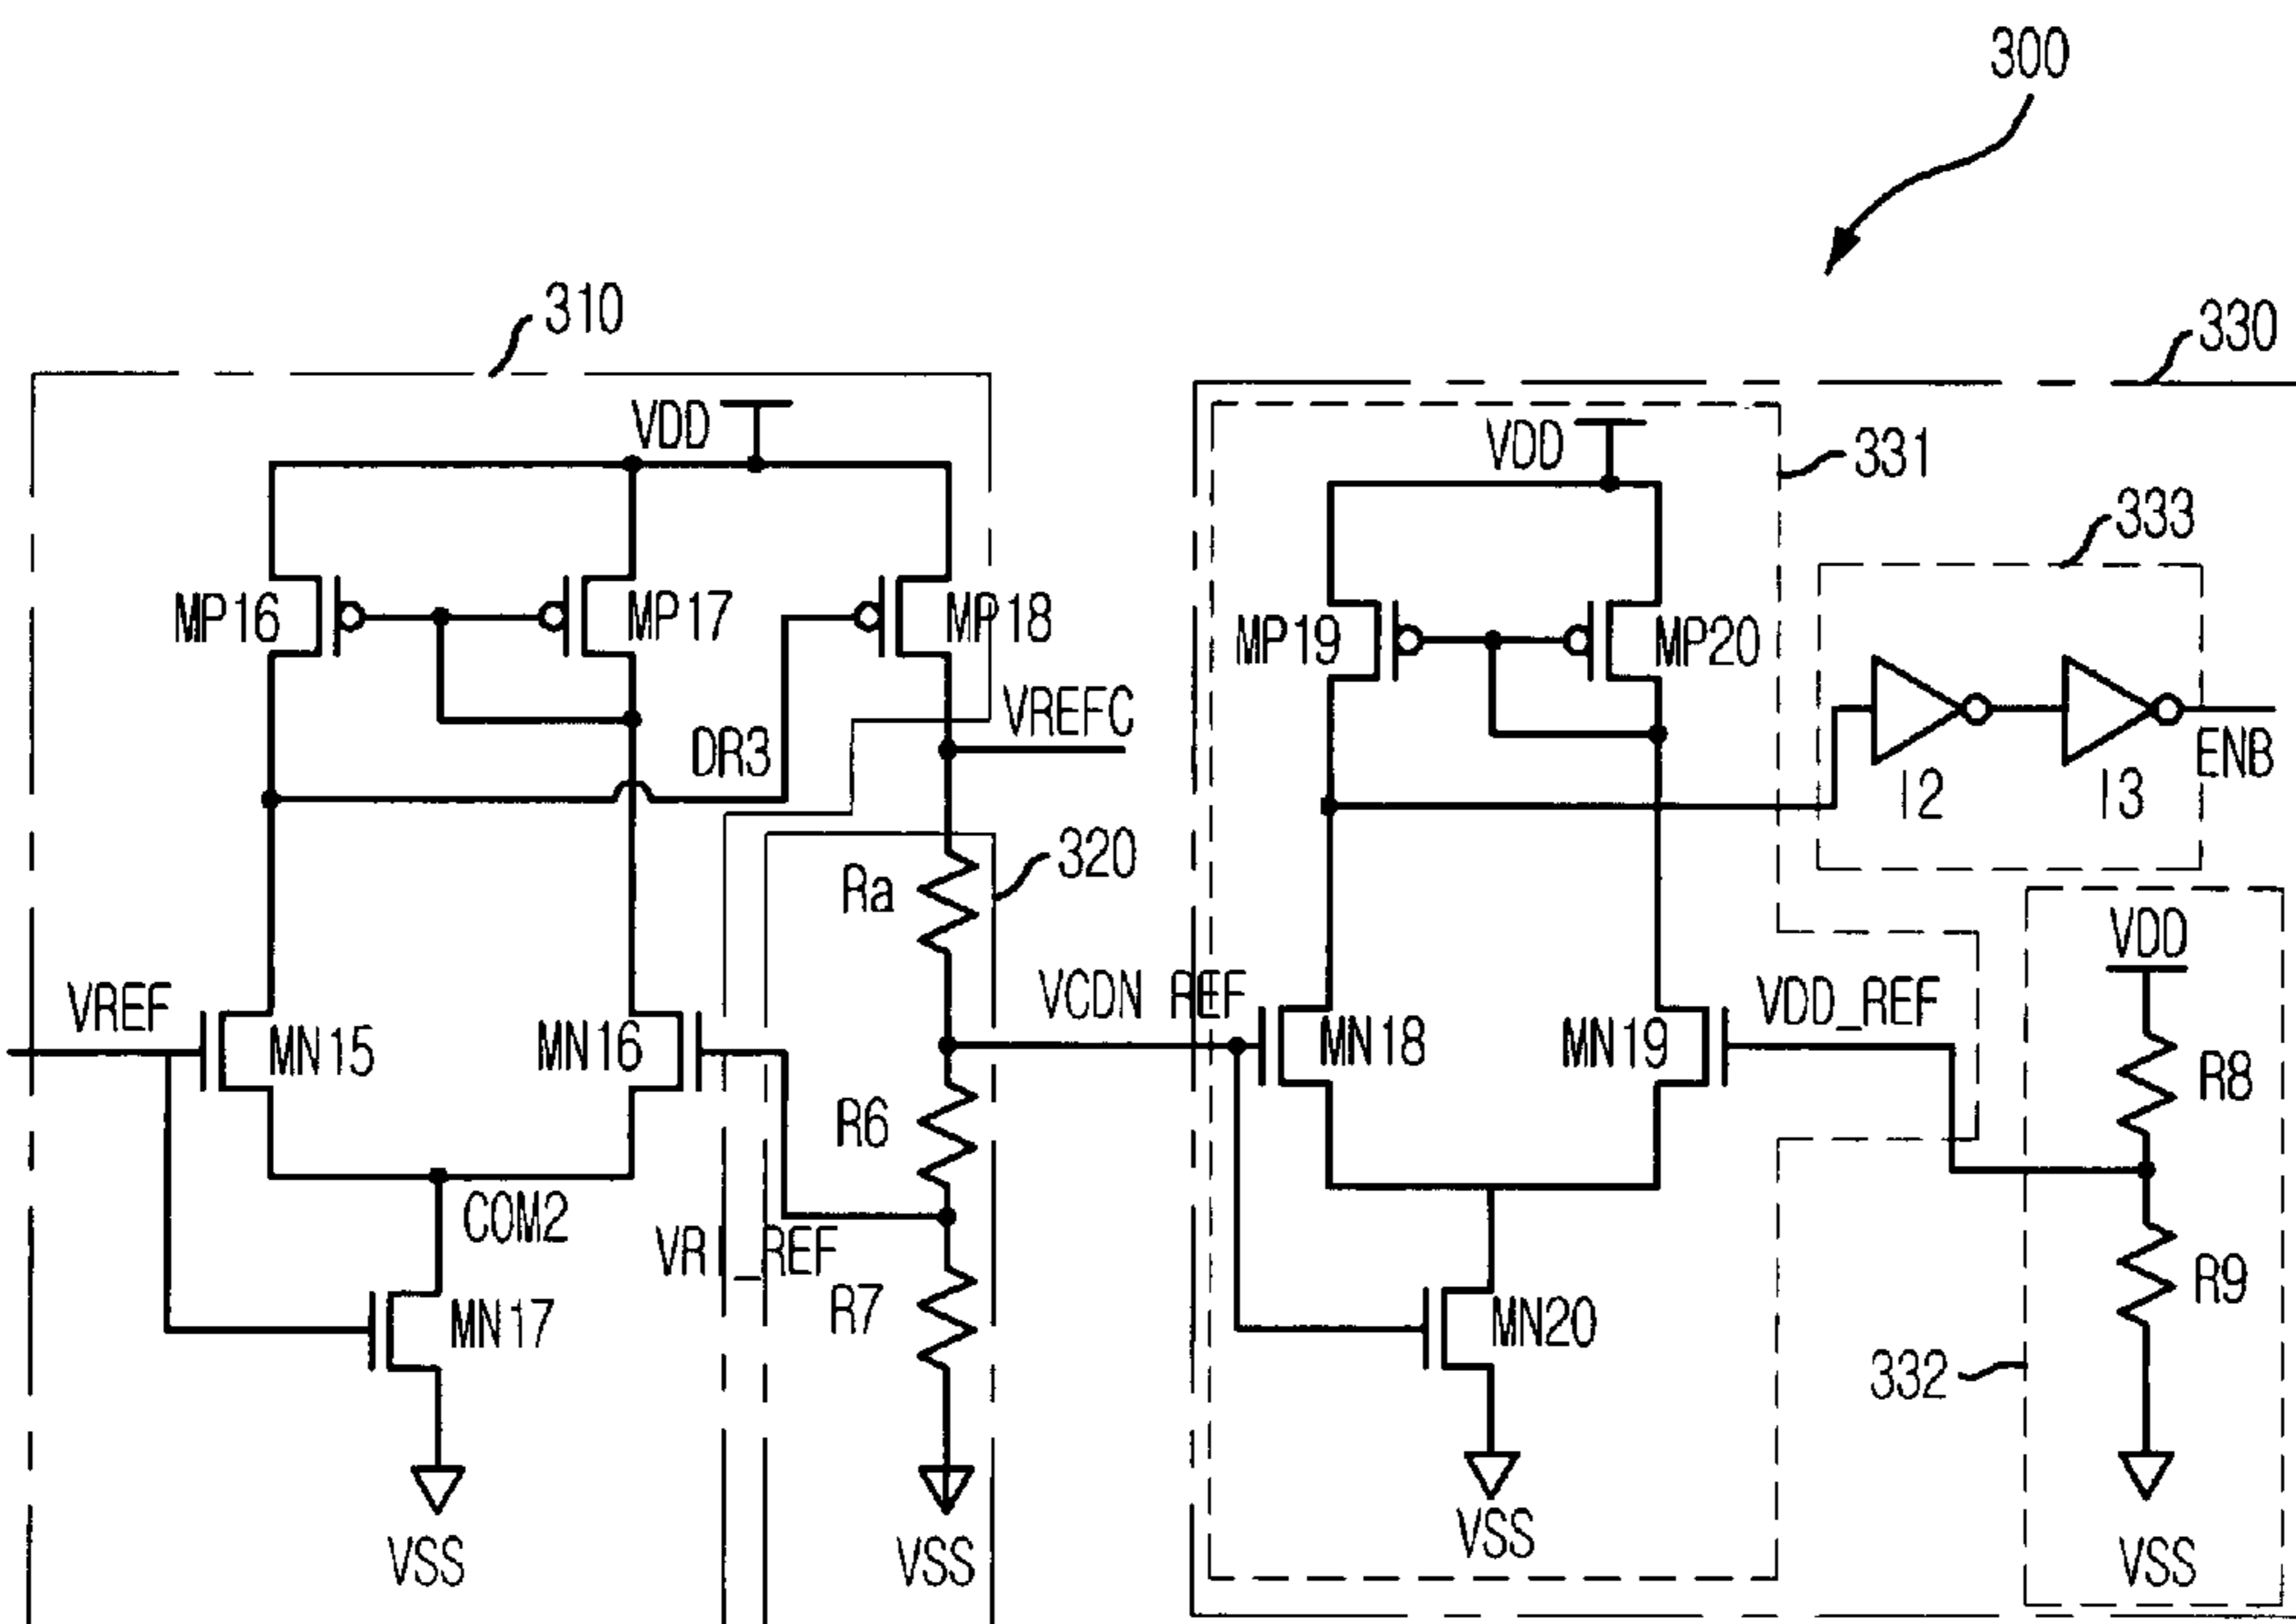 300
310
330
VDD
VDD
331
333
MP16
MP17
MP18
MP19
MP20
VREFC
DR3
I2
I3
ENB
320
Ra
VDD
VREF
VCDN_REF
VDD_REF
MN15
MN16
MN18
MN19
R8
R6
COM2
VR1_REF
R7
R9
MN17
MN20
332
VSS
VSS
VSS
VSS